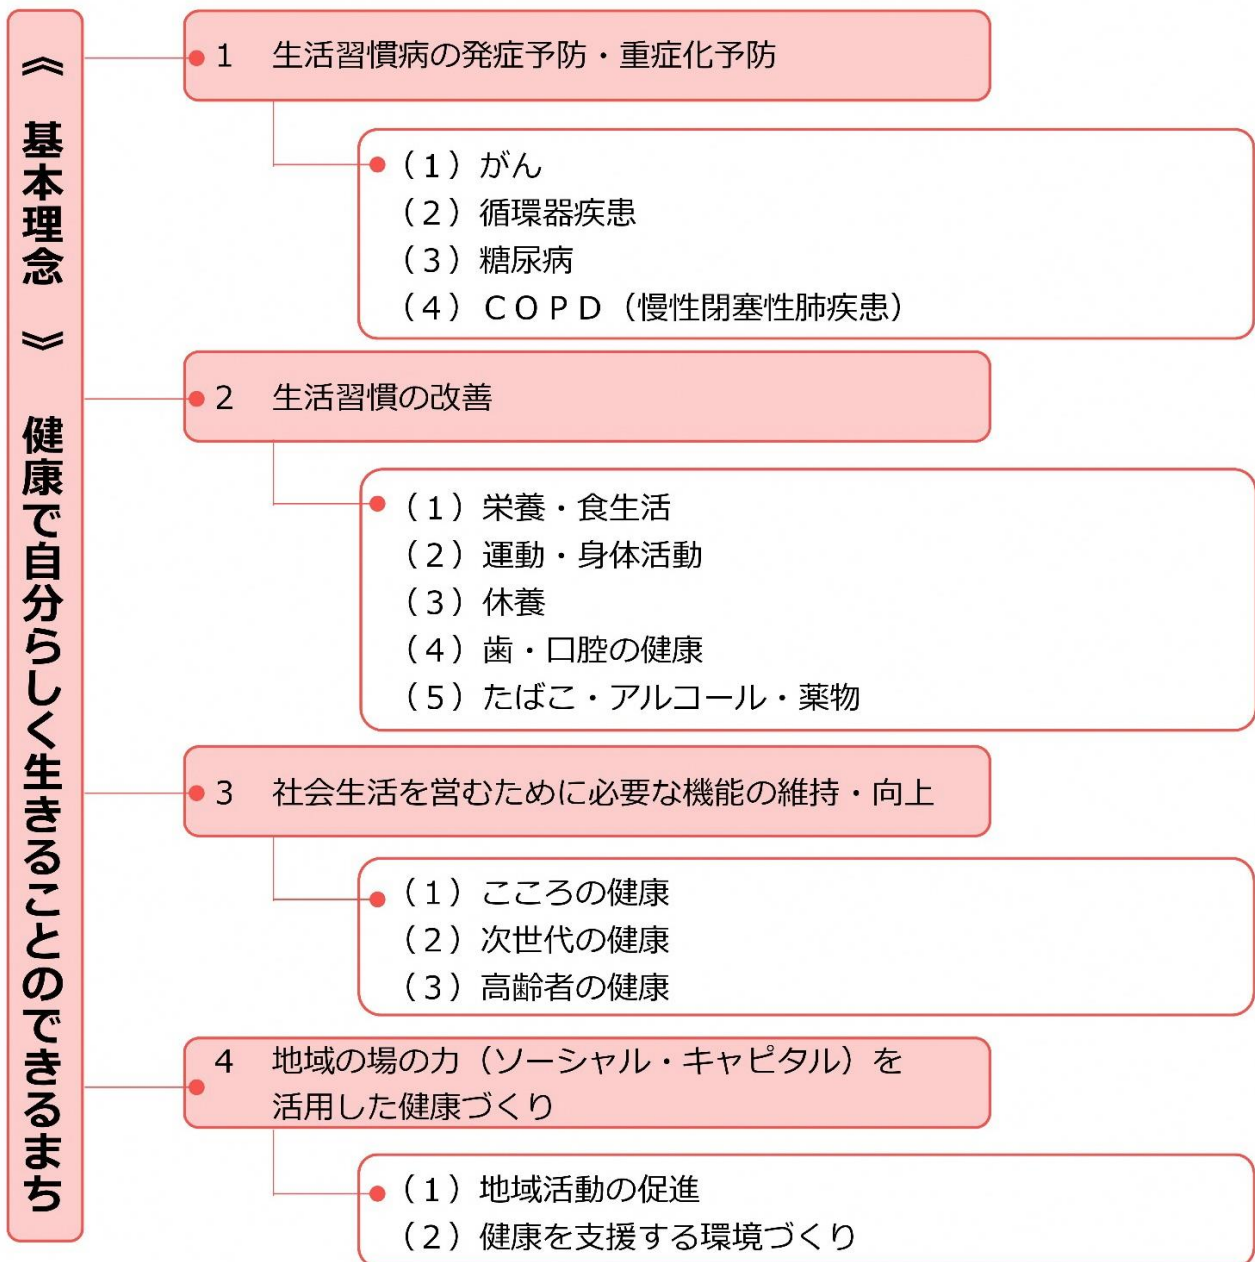 《 基本理念 》 健康で自分らしく生きることのできるまち
1 生活習慣病の発症予防・重症化予防
（1）がん
（2）循環器疾患
（3）糖尿病
（4）ＣＯＰＤ（慢性閉塞性肺疾患）
2 生活習慣の改善
（1）栄養・食生活
（2）運動・身体活動
（3）休養
（4）歯・口腔の健康
（5）たばこ・アルコール・薬物
3 社会生活を営むために必要な機能の維持・向上
（1）こころの健康
（2）次世代の健康
（3）高齢者の健康
4 地域の場の力（ソーシャル・キャピタル）を
活用した健康づくり
（1）地域活動の促進
（2）健康を支援する環境づくり